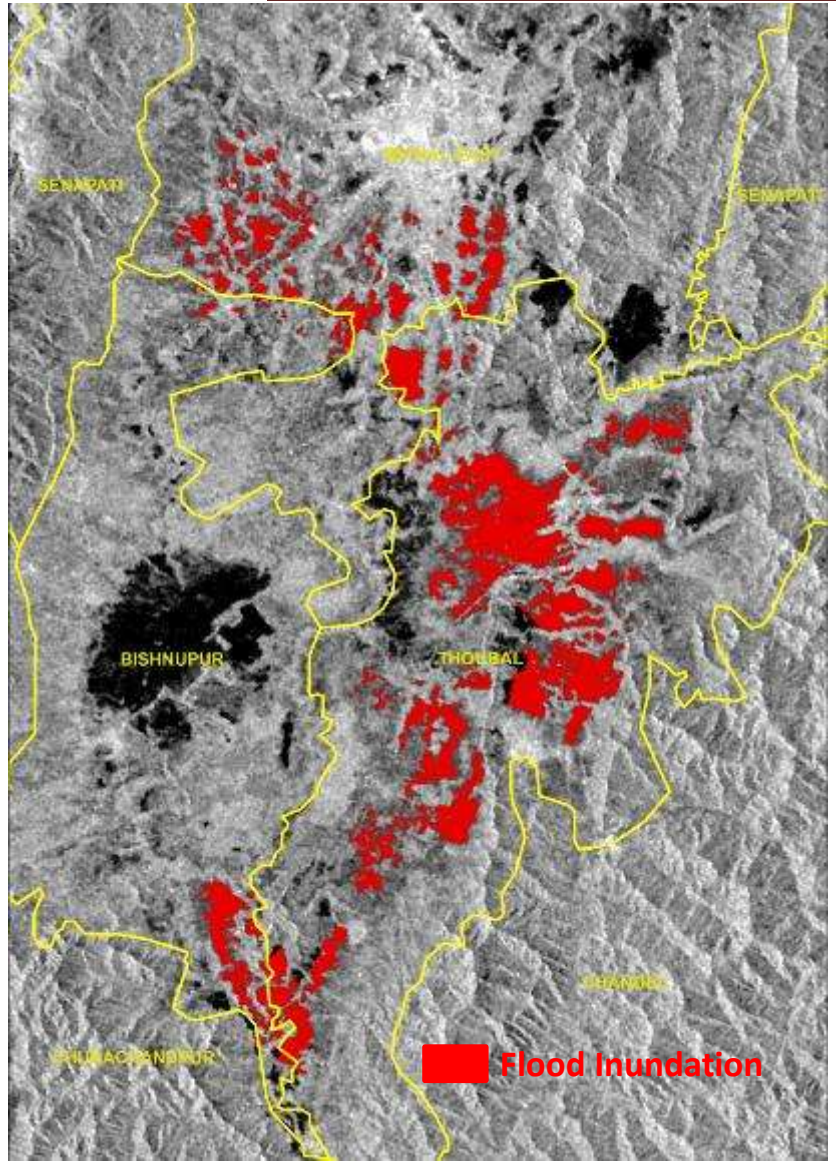 SENAPATI
SENAPATI
BISHNUPUR
THOUBAL
CHANDEL
CHURACHANDPUR
Flood Inundation